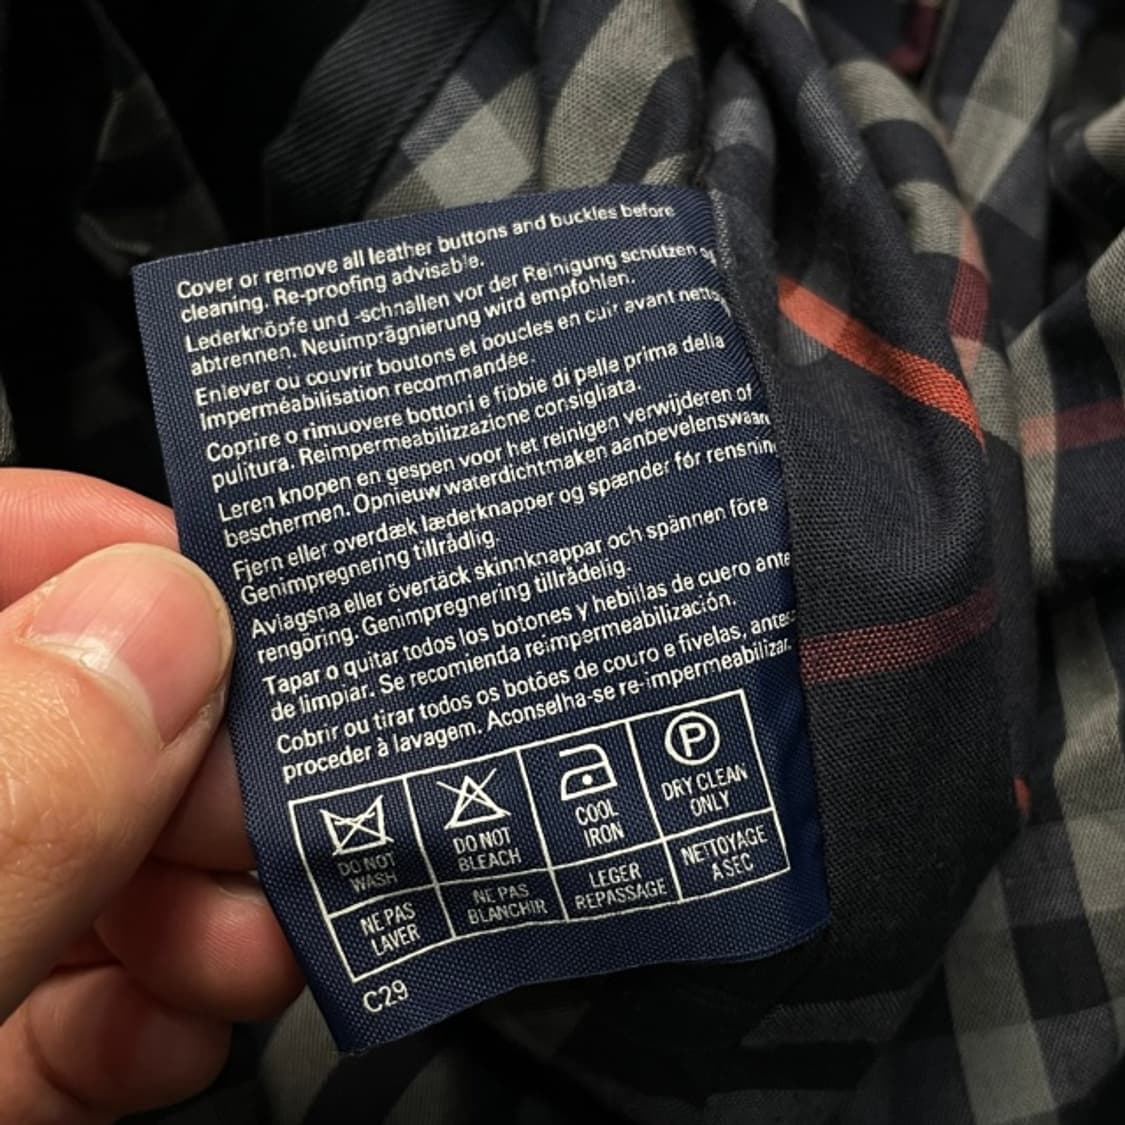 Cover or remove all leather buttons and buckles before
cleaning. Re-proofing advisable.
Lederknöpfe und -schnallen vor der Reinigung schützen
abtrennen. Neuimprägnierung wird empfohlen.
Enlever ou couvrir boutons et boucles en cuir avant
Imperméabilisation recommandée.
Coprire o rimuovere bottoni e fibbie di pelle prima della
pulitura. Reimpermeabilizzazione consigliata.
Leren knopen en gespen voor het reinigen verwijderen of
beschermen. Opnieuw waterdichtmaken
Fjern eller overdæk læderknapper og spænder for
Genimpregnering tillrådlig.
Avlagsna eller övertäck skinnknappar och spännen före
rengöring. Genimpregnering tillrådelig.
Tapar o quitar todos los botones y hebillas de cuero ante
de limpiar. Se recomienda reimpermeabilización.
Cobrir ou tirar todos os botões de couro e fivelas,
proceder à lavagem. Aconselha-se re-impermeabilizar.
DO NOT
WASH
DO NOT
BLEACH
COOL
IRON
P
DRY CLEAN
ONLY
NE PAS
LAVER
NE PAS
BLANCHIR
LEGER
REPASSAGE
NETTOYAGE
A SEC
C29